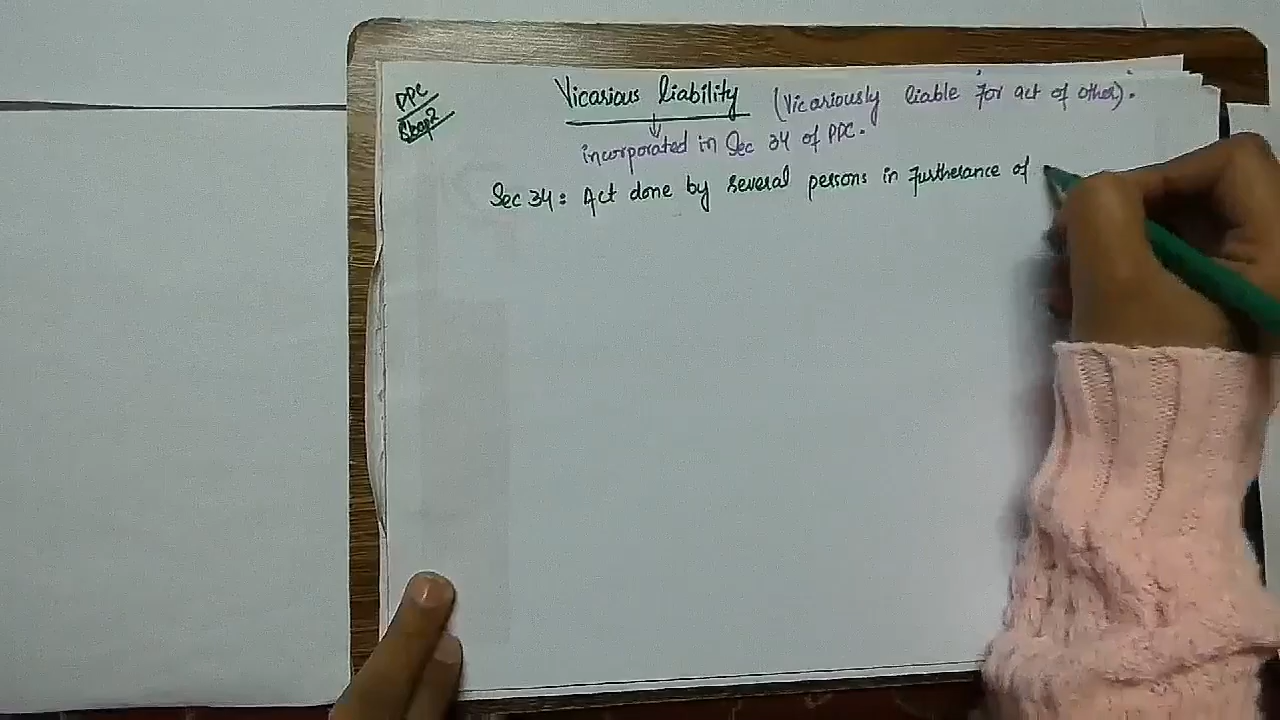 PPC
Chap2
Vicarious liability (Vicariously liable "for act of other").
incorporated in Sec 34 of PPC.
Sec 34: Act done by several persons in furtherance of